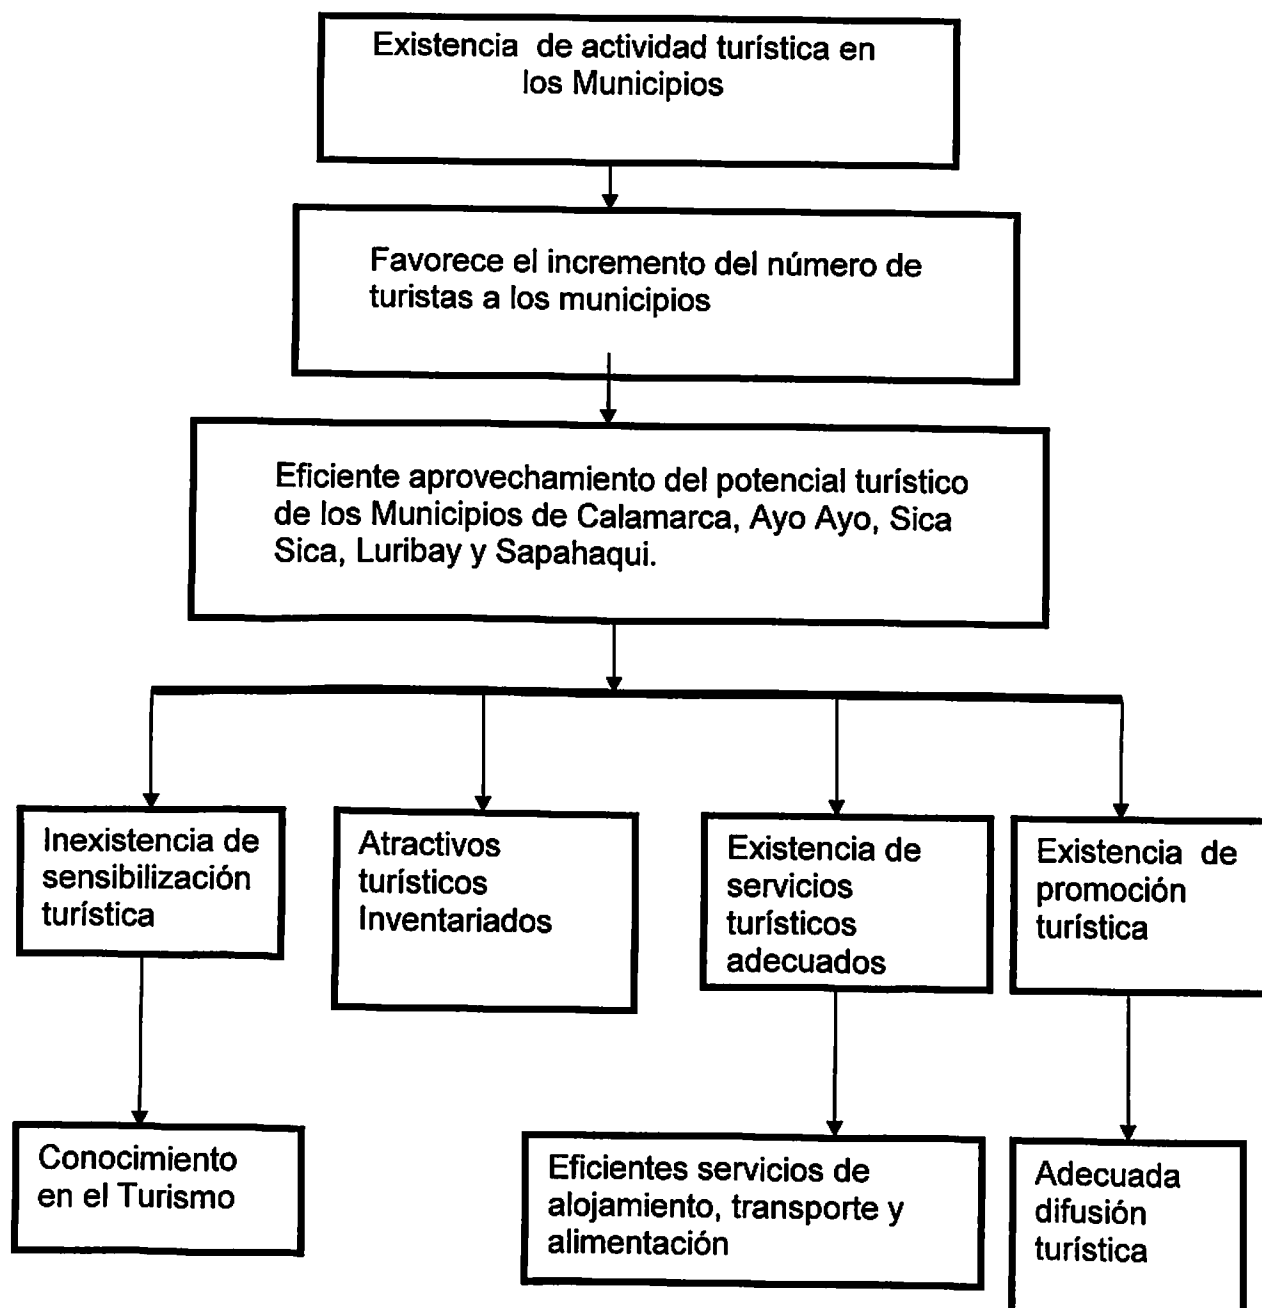 Existencia de actividad turística en
los Municipios
Favorece el incremento del número de
turistas a los municipios
Eficiente aprovechamiento del potencial turístico
de los Municipios de Calamarca, Ayo Ayo, Sica
Sica, Luribay y Sapahaqui.
Inexistencia de
sensibilización
turística
Atractivos
turísticos
Inventariados
Existencia de
servicios
turísticos
adecuados
Existencia de
promoción
turística
Conocimiento
en el Turismo
Eficientes servicios de
alojamiento, transporte y
alimentación
Adecuada
difusión
turística